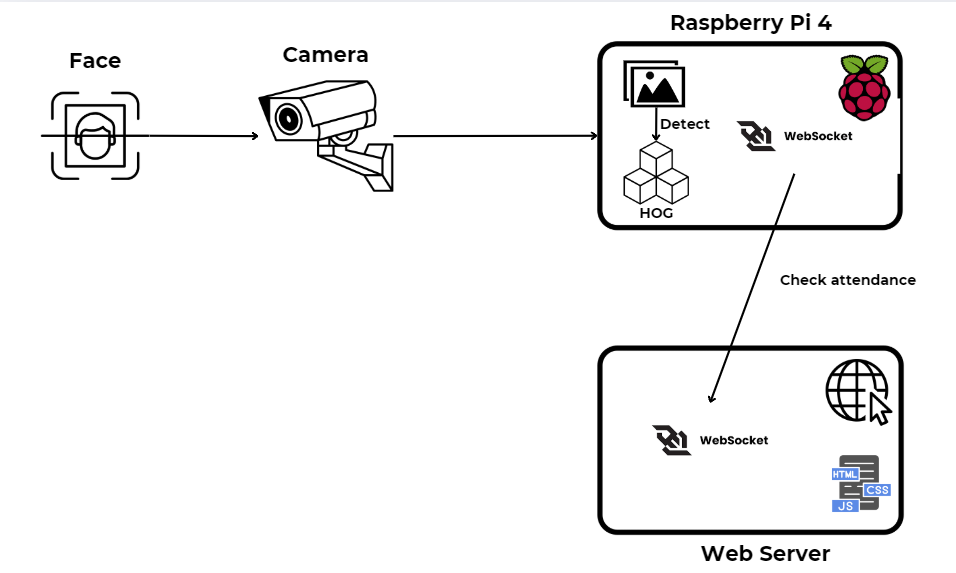 Raspberry Pi 4
Face
Camera
Detect
WebSocket
HOG
Check attendance
WebSocket
HTML
CSS
JS
Web Server